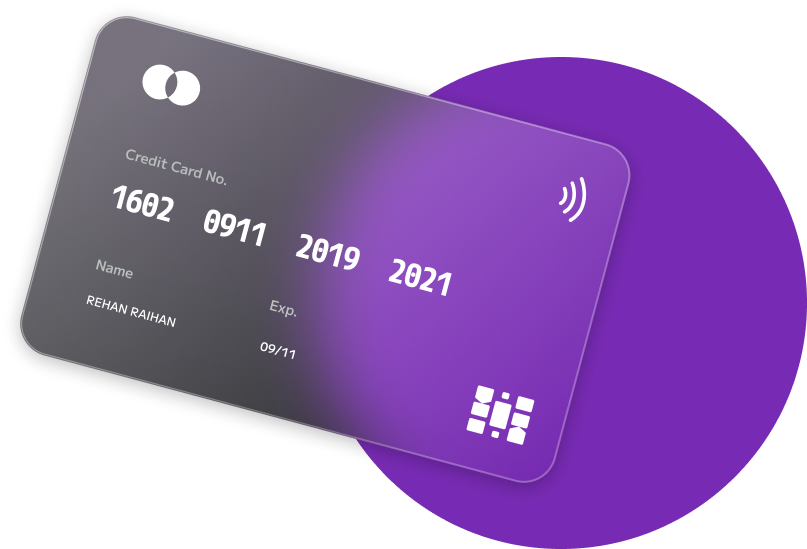 Credit Card No.
1602 0911 2019 2021
Name
Exp.
REHAN RAIHAN
09/11